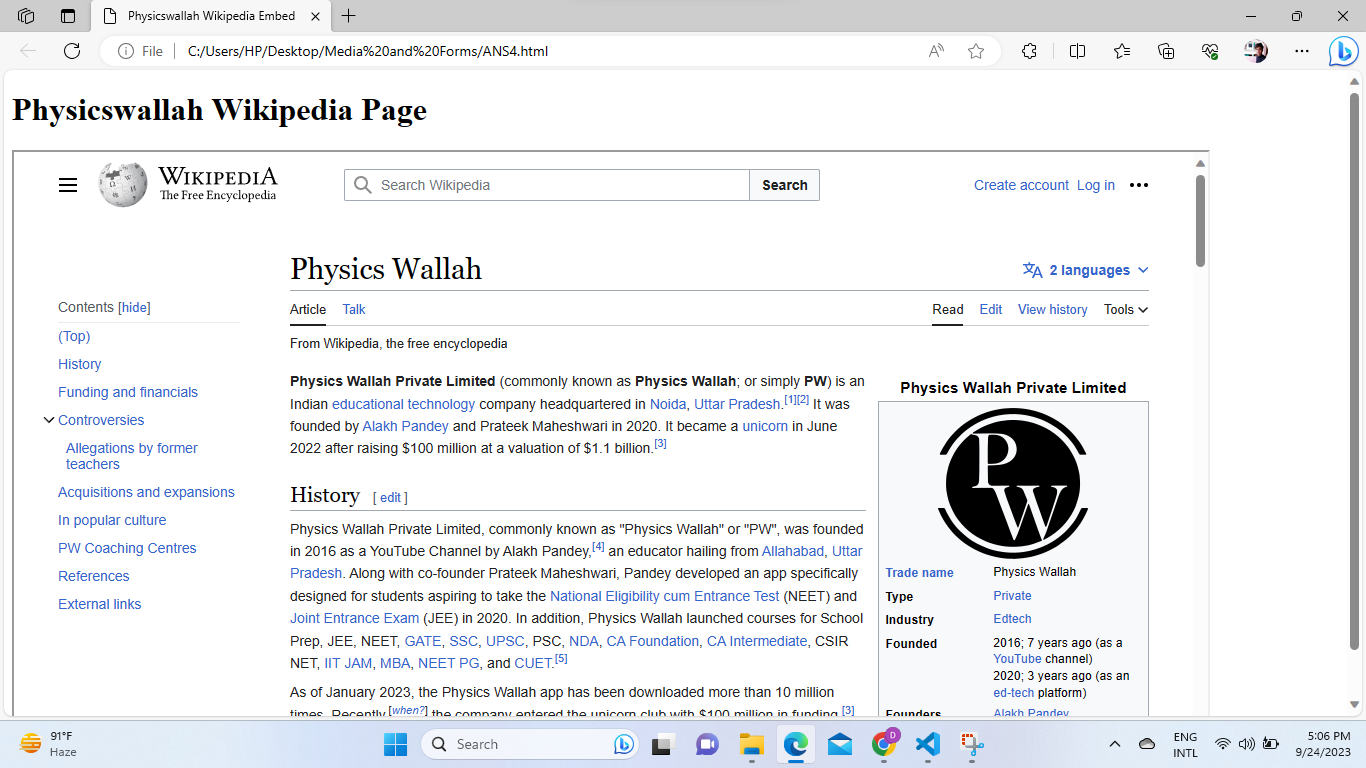 Physicswallah Wikipedia Embed
File
C:/Users/HP/Desktop/Media%20and%20Forms/ANS4.html
Physicswallah Wikipedia Page
WIKIPEDIA
The Free Encyclopedia
Search Wikipedia
Search
Create account Log in
Physics Wallah
2 languages
Contents [hide]
(Top)
History
Funding and financials
Controversies
Allegations by former
teachers
Acquisitions and expansions
In popular culture
PW Coaching Centres
References
External links
Article Talk
Read Edit View history Tools
From Wikipedia, the free encyclopedia
Physics Wallah Private Limited (commonly known as Physics Wallah; or simply PW) is an
Indian educational technology company headquartered in Noida, Uttar Pradesh.[1][2] It was
founded by Alakh Pandey and Prateek Maheshwari in 2020. It became a unicorn in June
2022 after raising $100 million at a valuation of $1.1 billion.[3]
History [ edit ]
Physics Wallah Private Limited, commonly known as "Physics Wallah" or "PW", was founded
in 2016 as a YouTube Channel by Alakh Pandey,[4] an educator hailing from Allahabad, Uttar
Pradesh. Along with co-founder Prateek Maheshwari, Pandey developed an app specifically
designed for students aspiring to take the National Eligibility cum Entrance Test (NEET) and
Joint Entrance Exam (JEE) in 2020. In addition, Physics Wallah launched courses for School
Prep, JEE, NEET, GATE, SSC, UPSC, PSC, NDA, CA Foundation, CA Intermediate, CSIR
NET, IIT JAM, MBA, NEET PG, and CUET.[5]
As of January 2023, the Physics Wallah app has been downloaded more than 10 million
times. Recently,[when?] the company entered the unicorn club with $100 million in funding.[3]
Physics Wallah Private Limited
PW
Trade name Physics Wallah
Type Private
Industry Edtech
Founded 2016; 7 years ago (as a
YouTube channel)
2020; 3 years ago (as an
ed-tech platform)
Founders Alakh Pandey
91°F
Haze
Search
D
ENG
INTL
5:06 PM
9/24/2023